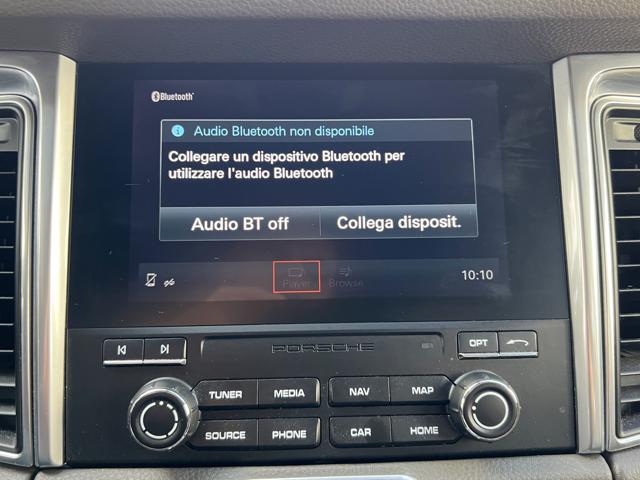 Bluetooth
Audio Bluetooth non disponibile
Collegare un dispositivo Bluetooth per
utilizzare l'audio Bluetooth
Audio BT off
Collega disposit.
Player
Browse
10:10
PORSCHE
OPT
TUNER
MEDIA
NAV
MAP
SOURCE
PHONE
CAR
HOME